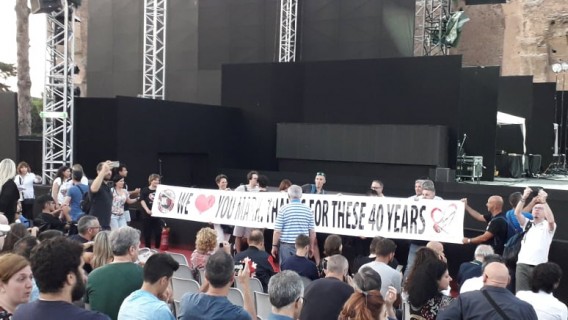 WE ❤ YOU FOR THESE 40 YEARS